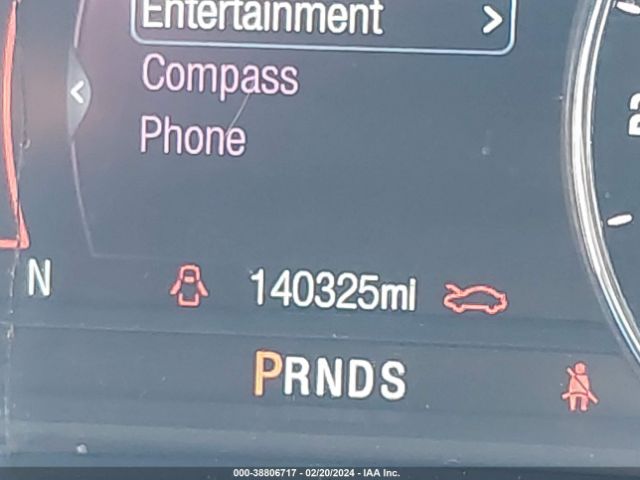 Entertainment >
Compass
Phone
N
140325mi
PRNDS
000-38806717 - 02/20/2024 - IAA Inc.